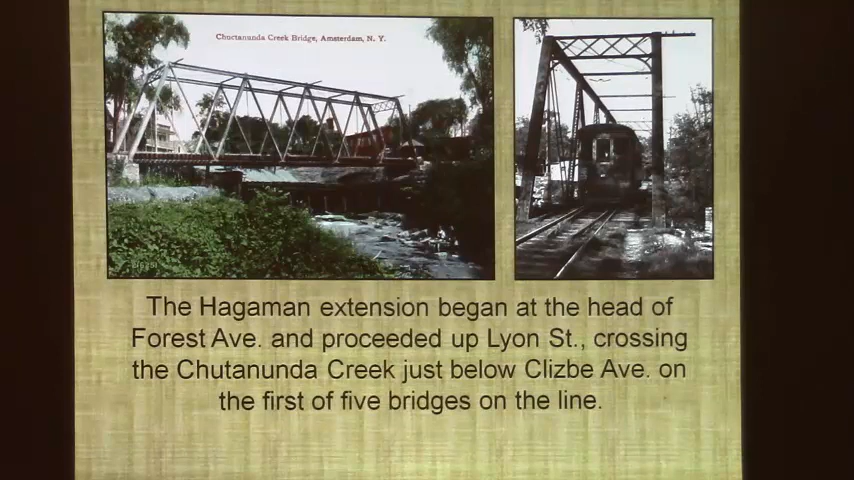 Chuctanunda Creek Bridge, Amsterdam, N. Y.
The Hagaman extension began at the head of
Forest Ave. and proceeded up Lyon St., crossing
the Chutanunda Creek just below Clizbe Ave. on
the first of five bridges on the line.